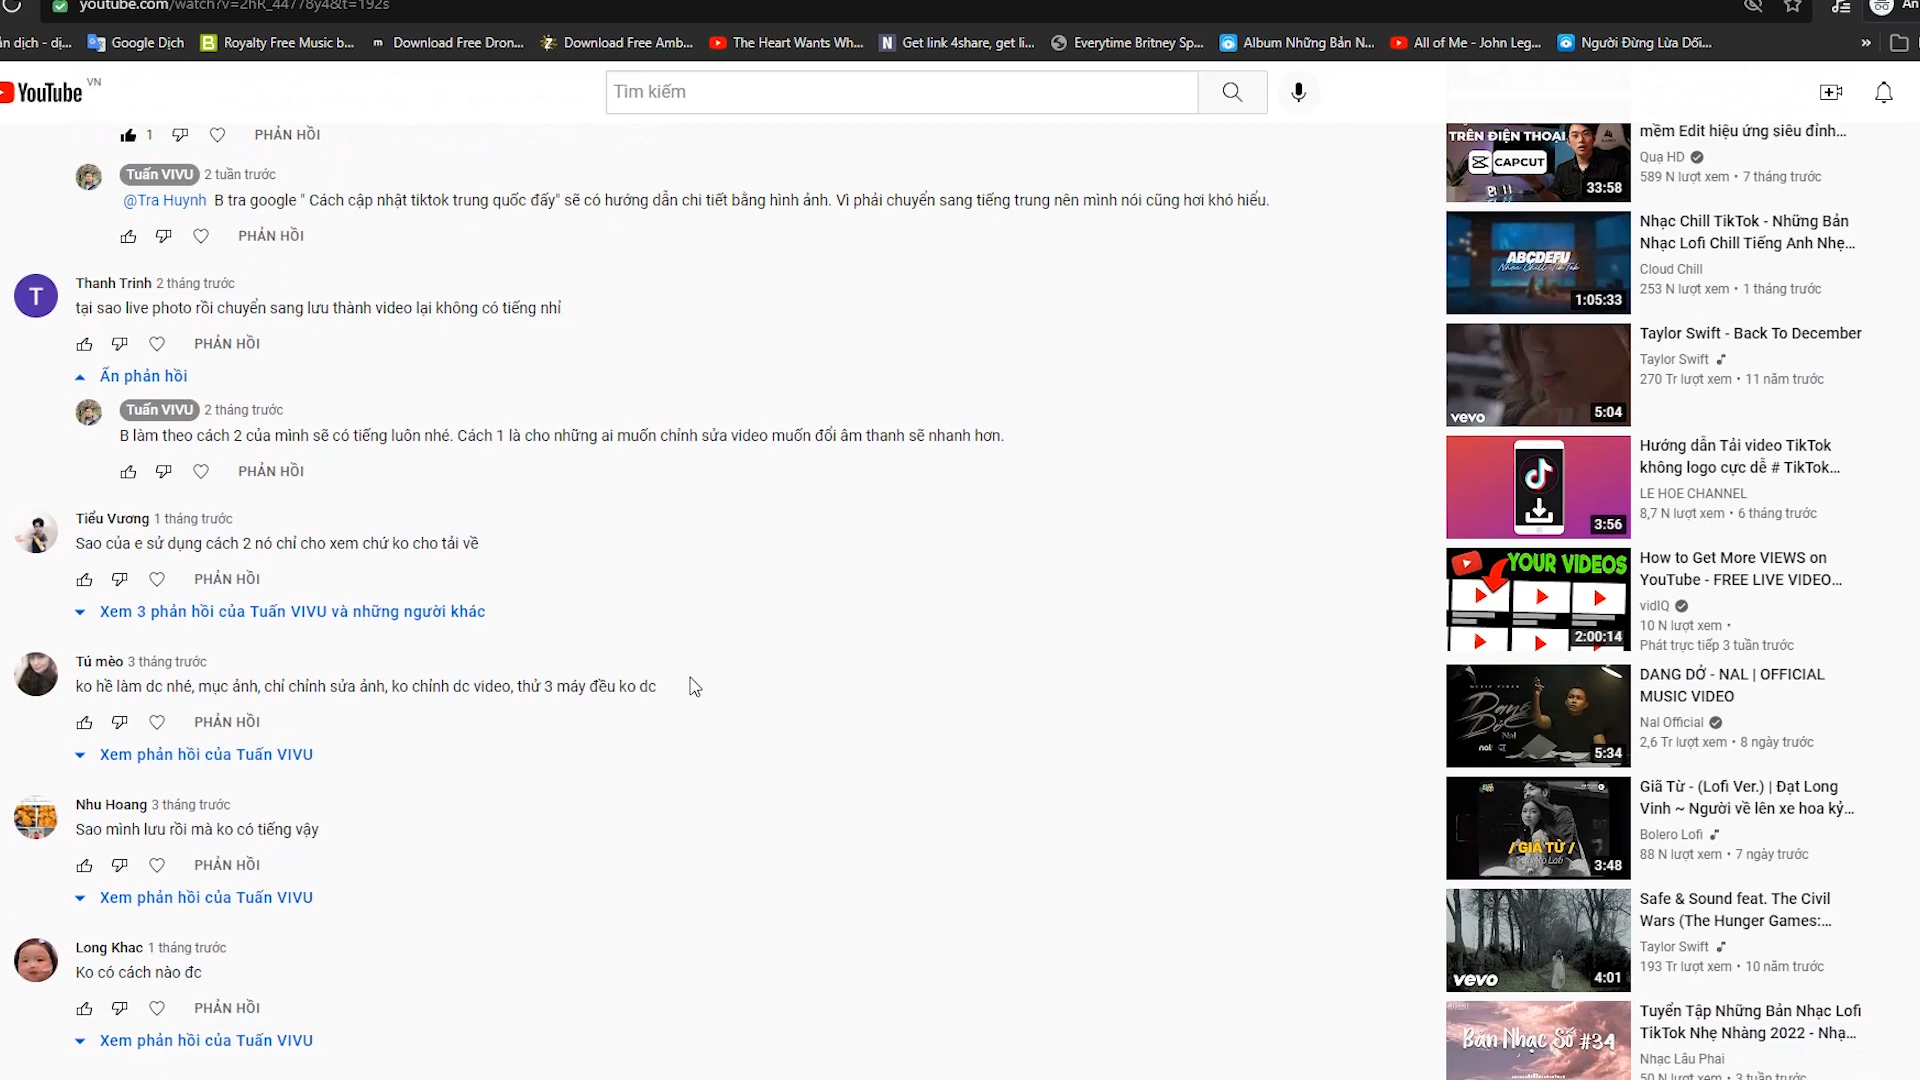 youtube.com/watch?v=2hR_44778y4&t=192s
ản dịch - dị... Google Dịch Royalty Free Music b... Download Free Dron... Download Free Amb... The Heart Wants Wh... Get link 4share, get li... Everytime Britney Sp... Album Những Bản N... All of Me - John Leg... Người Đừng Lừa Dối... »
YouTube VN
Tìm kiếm
1 PHẢN HỒI
Tuấn VIVU 2 tuần trước
@Tra Huynh B tra google " Cách cập nhật tiktok trung quốc đấy" sẽ có hướng dẫn chi tiết bằng hình ảnh. Vì phải chuyển sang tiếng trung nên mình nói cũng hơi khó hiểu.
PHẢN HỒI
Thanh Trinh 2 tháng trước
tại sao live photo rồi chuyển sang lưu thành video lại không có tiếng nhỉ
PHẢN HỒI
Ẩn phản hồi
Tuấn VIVU 2 tháng trước
B làm theo cách 2 của mình sẽ có tiếng luôn nhé. Cách 1 là cho những ai muốn chỉnh sửa video muốn đổi âm thanh sẽ nhanh hơn.
PHẢN HỒI
Tiểu Vương 1 tháng trước
Sao của e sử dụng cách 2 nó chỉ cho xem chứ ko cho tải về
PHẢN HỒI
Xem 3 phản hồi của Tuấn VIVU và những người khác
Tú mèo 3 tháng trước
ko hề làm dc nhé, mục ảnh, chỉ chỉnh sửa ảnh, ko chỉnh dc video, thử 3 máy đều ko dc
PHẢN HỒI
Xem phản hồi của Tuấn VIVU
Nhu Hoang 3 tháng trước
Sao mình lưu rồi mà ko có tiếng vậy
PHẢN HỒI
Xem phản hồi của Tuấn VIVU
Long Khac 1 tháng trước
Ko có cách nào đc
PHẢN HỒI
Xem phản hồi của Tuấn VIVU
TRÊN ĐIỆN THOẠI
CAPCUT
33:58
mềm Edit hiệu ứng siêu đỉnh...
Quạ HD
589 N lượt xem • 7 tháng trước
ABCDEFU
Nhạc Chill TikTok
1:05:33
Nhạc Chill TikTok - Những Bản
Nhạc Lofi Chill Tiếng Anh Nhẹ...
Cloud Chill
253 N lượt xem • 1 tháng trước
vevo
5:04
Taylor Swift - Back To December
Taylor Swift
270 Tr lượt xem • 11 năm trước
3:56
Hướng dẫn Tải video TikTok
không logo cực dễ # TikTok...
LE HOE CHANNEL
8,7 N lượt xem • 6 tháng trước
YOUR VIDEOS
2:00:14
How to Get More VIEWS on
YouTube - FREE LIVE VIDEO...
vidIQ
10 N lượt xem •
Phát trực tiếp 3 tuần trước
Dang
Dở
Nal
5:34
DANG DỞ - NAL | OFFICIAL
MUSIC VIDEO
Nal Official
2,6 Tr lượt xem • 8 ngày trước
/ GIÃ TỪ /
3:48
Giã Từ - (Lofi Ver.) | Đạt Long
Vinh ~ Người về lên xe hoa kỷ...
Bolero Lofi
88 N lượt xem • 7 ngày trước
vevo
4:01
Safe & Sound feat. The Civil
Wars (The Hunger Games:...
Taylor Swift
193 Tr lượt xem • 10 năm trước
Bản Nhạc Số #34
Tuyển Tập Những Bản Nhạc Lofi
TikTok Nhẹ Nhàng 2022 - Nhạ...
Nhạc Lâu Phai
50 N lượt xem • 3 tuần trước